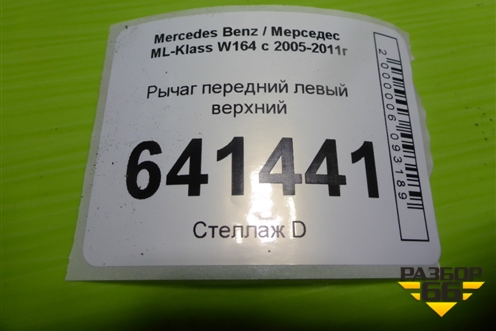 Mercedes Benz / Мерседес
ML-Klass W164 с 2005-2011г
Рычаг передний левый
верхний
641441
Стеллаж D
2000006093189
РАЗБОР
66